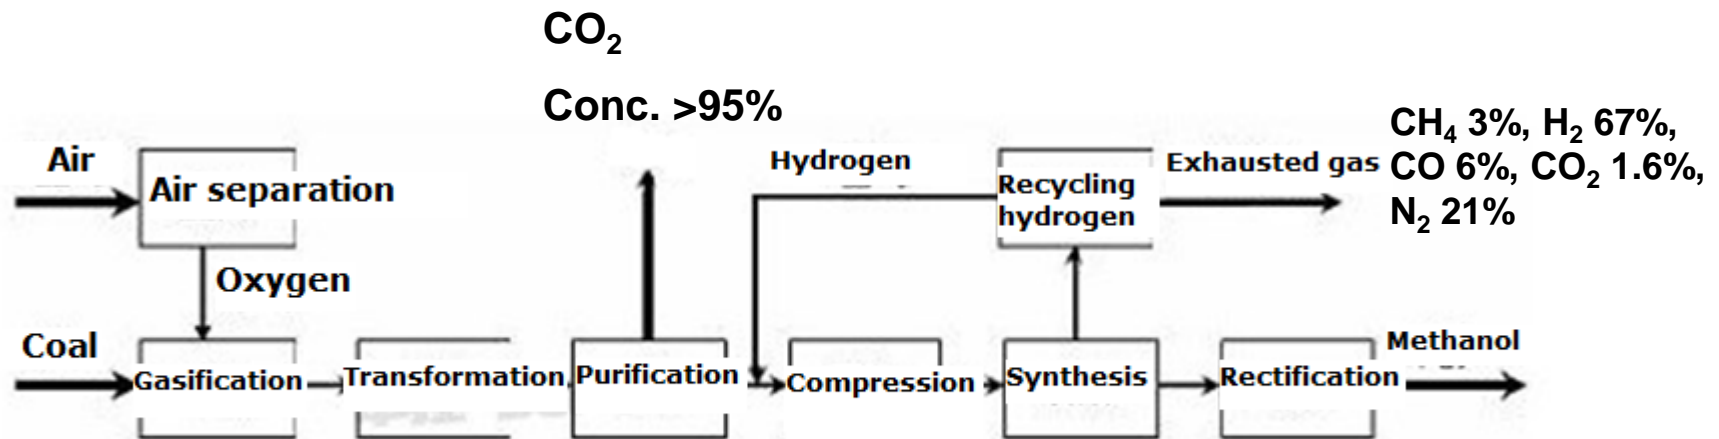 CO₂
Conc. >95%
CH₄ 3%, H₂ 67%,
CO 6%, CO₂ 1.6%,
N₂ 21%
Air
Air separation
Hydrogen
Recycling
hydrogen
Exhausted gas
Oxygen
Coal
Gasification
Transformation
Purification
Compression
Synthesis
Rectification
Methanol